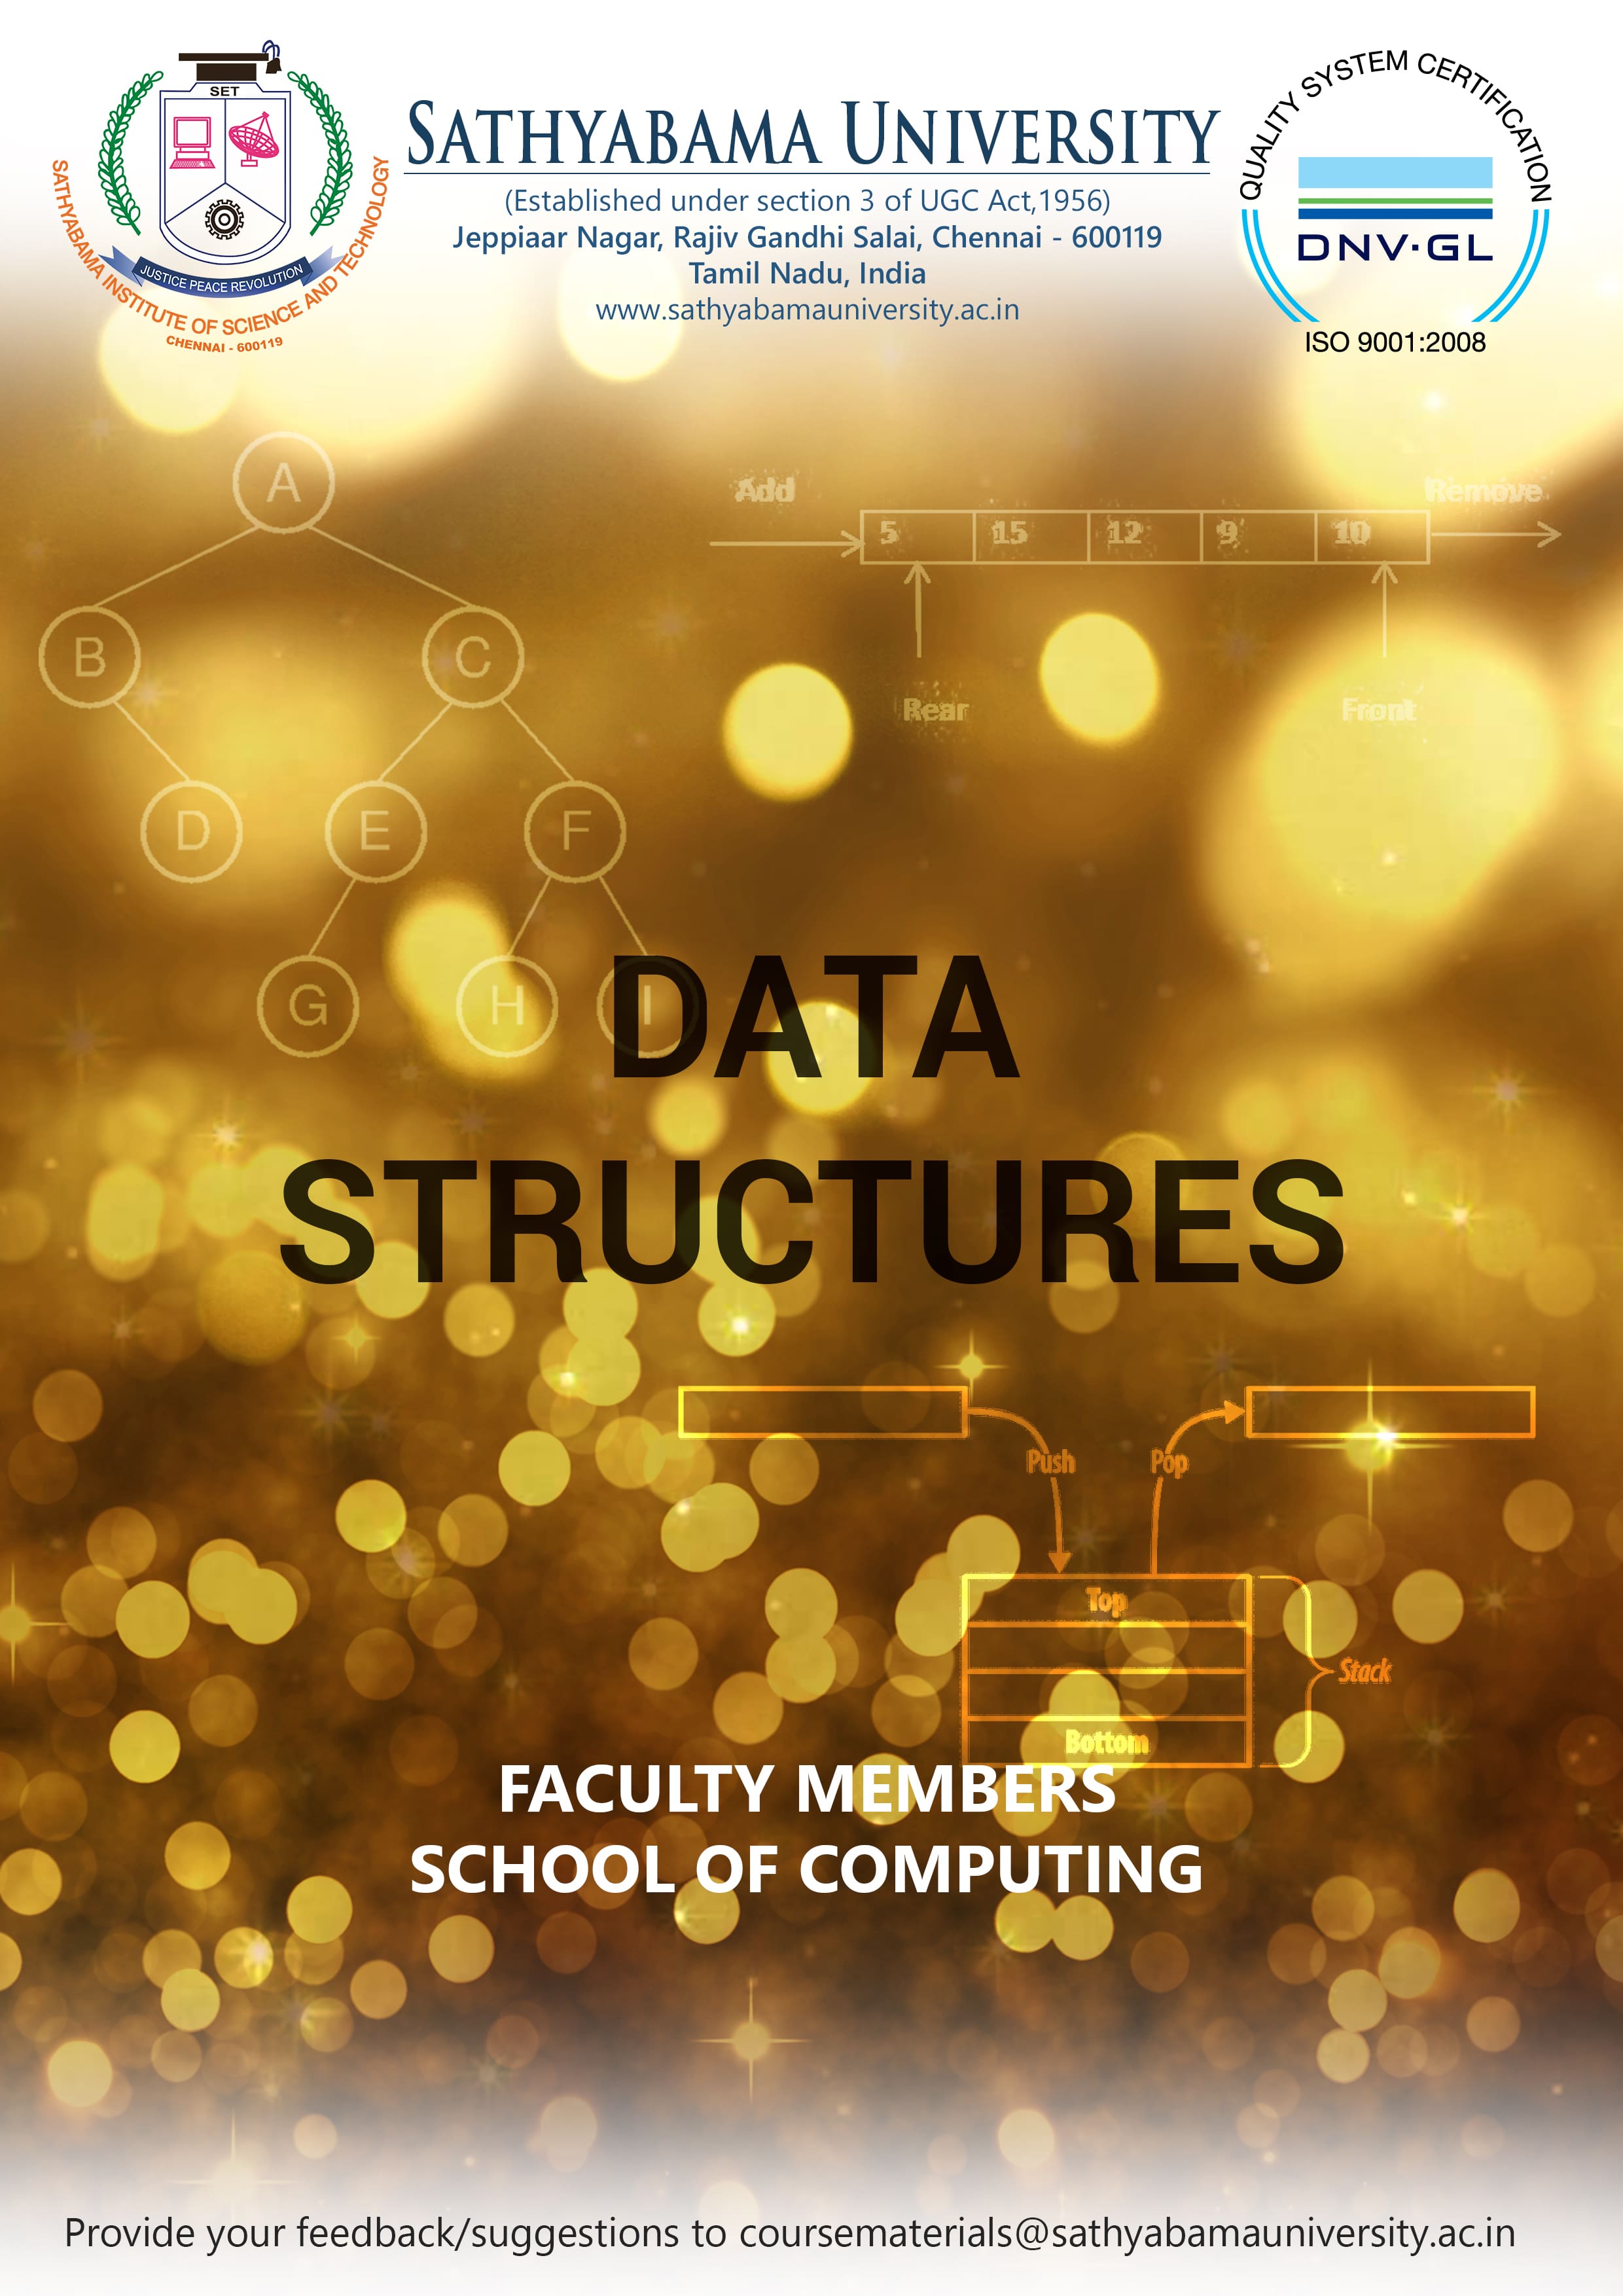 SET
JUSTICE PEACE REVOLUTION
SATHYABAMA INSTITUTE OF SCIENCE AND TECHNOLOGY
CHENNAI - 600119
SATHYABAMA UNIVERSITY
(Established under section 3 of UGC Act,1956)
Jeppiaar Nagar, Rajiv Gandhi Salai, Chennai - 600119
Tamil Nadu, India
www.sathyabamauniversity.ac.in
QUALITY SYSTEM CERTIFICATION
DNV·GL
ISO 9001:2008
A
B C
D E F
G H I
Add Remove
5 15 12 9 10
Rear Front
DATA
STRUCTURES
Push Pop
Top
Stack
Bottom
FACULTY MEMBERS
SCHOOL OF COMPUTING
Provide your feedback/suggestions to coursematerials@sathyabamauniversity.ac.in